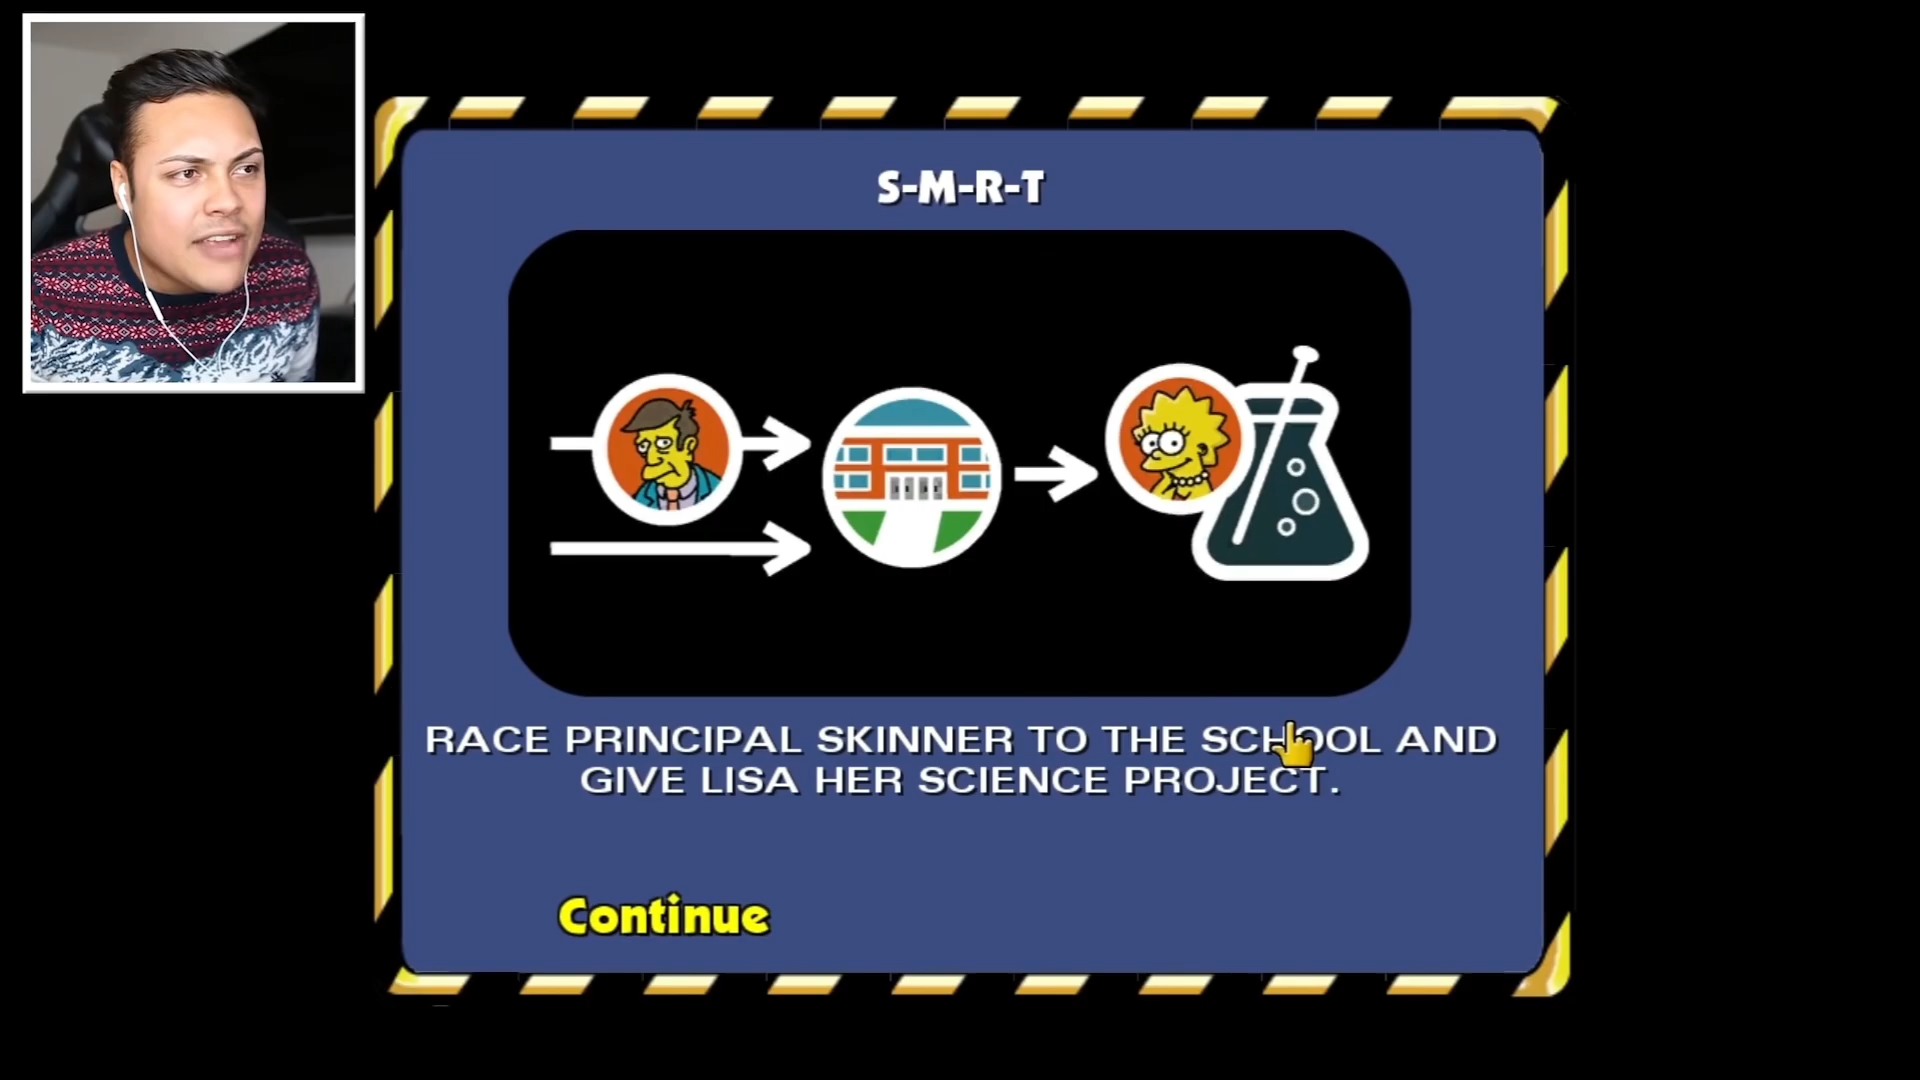 S-M-R-T
RACE PRINCIPAL SKINNER TO THE SCHOOL AND
GIVE LISA HER SCIENCE PROJECT.
Continue